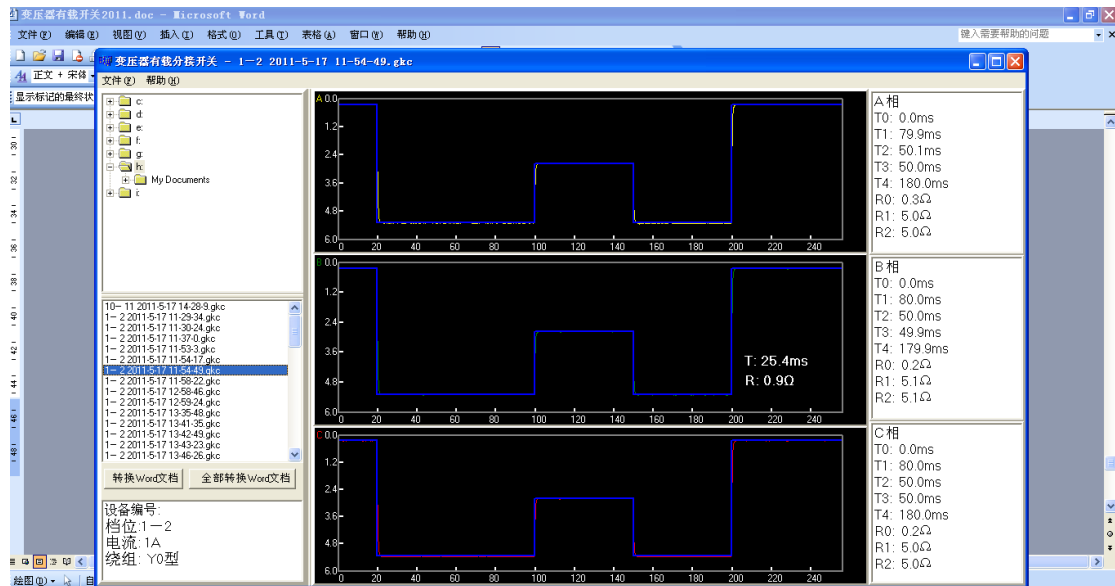 变压器有载开关2011.doc - Microsoft Word
文件(F) 编辑(E) 视图(V) 插入(I) 格式(O) 工具(T) 表格(A) 窗口(W) 帮助(H)
键入需要帮助的问题
正文 + 宋体
显示标记的最终状
变压器有载分接开关 - 1—2 2011-5-17 11-54-49.gkc
文件(F) 帮助(H)
c:
d:
e:
f:
g:
h:
My Documents
i:
10— 11 2011-5-17 14-28-9.gkc
1— 2 2011-5-17 11-29-34.gkc
1— 2 2011-5-17 11-30-24.gkc
1— 2 2011-5-17 11-37-0.gkc
1— 2 2011-5-17 11-53-3.gkc
1— 2 2011-5-17 11-54-17.gkc
1— 2 2011-5-17 11-54-49.gkc
1— 2 2011-5-17 11-58-22.gkc
1— 2 2011-5-17 12-58-46.gkc
1— 2 2011-5-17 12-59-24.gkc
1— 2 2011-5-17 13-35-48.gkc
1— 2 2011-5-17 13-41-35.gkc
1— 2 2011-5-17 13-42-49.gkc
1— 2 2011-5-17 13-43-23.gkc
1— 2 2011-5-17 13-46-26.gkc
转换Word文档 全部转换Word文档
设备编号:
档位:1—2
电流: 1A
绕组: Y0型
A 0.0
1.2
2.4
3.6
4.8
6.0
0 20 40 60 80 100 120 140 160 180 200 220 240
B 0.0
1.2
2.4
3.6
4.8
6.0
0 20 40 60 80 100 120 140 160 180 200 220 240
T: 25.4ms
R: 0.9Ω
C 0.0
1.2
2.4
3.6
4.8
6.0
0 20 40 60 80 100 120 140 160 180 200 220 240
A相
T0: 0.0ms
T1: 79.9ms
T2: 50.1ms
T3: 50.0ms
T4: 180.0ms
R0: 0.3Ω
R1: 5.0Ω
R2: 5.0Ω
B相
T0: 0.0ms
T1: 80.0ms
T2: 50.0ms
T3: 49.9ms
T4: 179.9ms
R0: 0.2Ω
R1: 5.1Ω
R2: 5.1Ω
C相
T0: 0.0ms
T1: 80.0ms
T2: 50.0ms
T3: 50.0ms
T4: 180.0ms
R0: 0.2Ω
R1: 5.0Ω
R2: 5.0Ω
30
32
34
36
38
40
42
44
46
48
绘图(D)
自